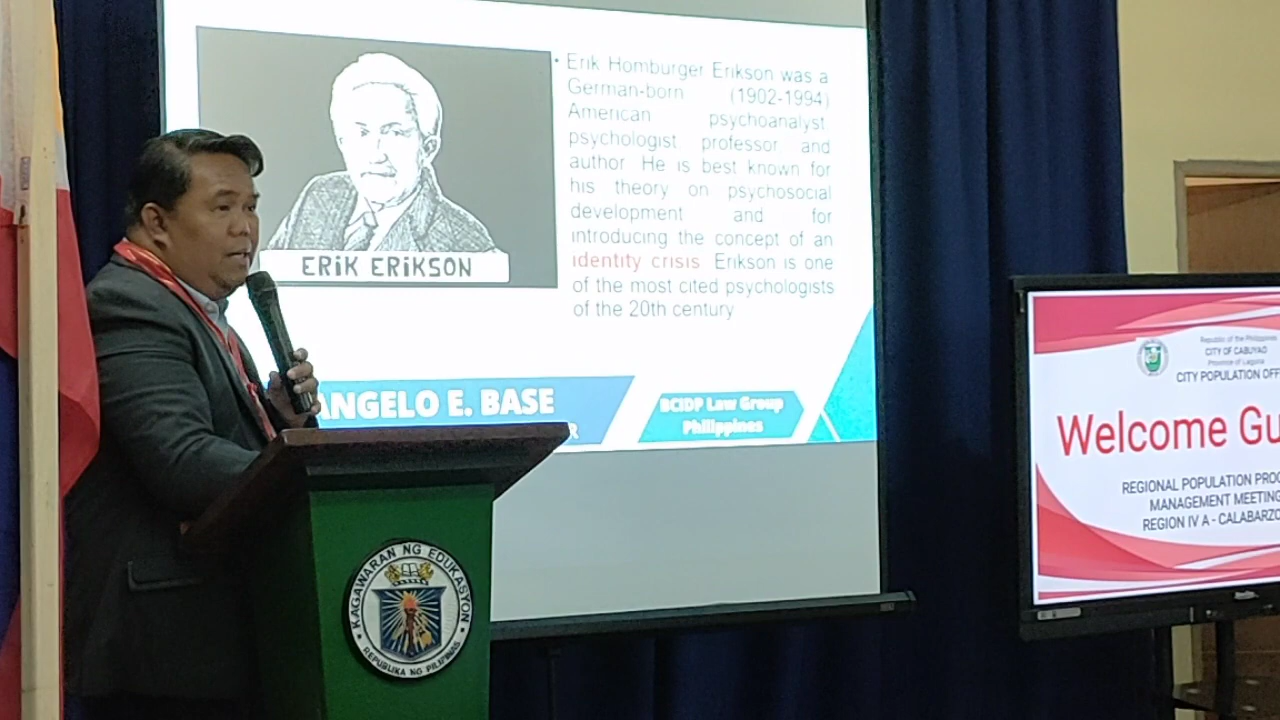 ERIK ERIKSON
• Erik Homburger Erikson was a
German-born (1902-1994)
American psychoanalyst
psychologist professor and
author He is best known for
his theory on psychosocial
development and for
introducing the concept of an
identity crisis Erikson is one
of the most cited psychologists
of the 20th century
ANGELO E. BASE
R
BCIDP Law Group
Philippines
KAGAWARAN NG EDUKASYON
REPUBLIKA NG PILIPINAS
Republic of the Philippines
CITY OF CABUYAO
Province of Laguna
CITY POPULATION OFF
Welcome Gu
REGIONAL POPULATION PROG
MANAGEMENT MEETING
REGION IV A - CALABARZO